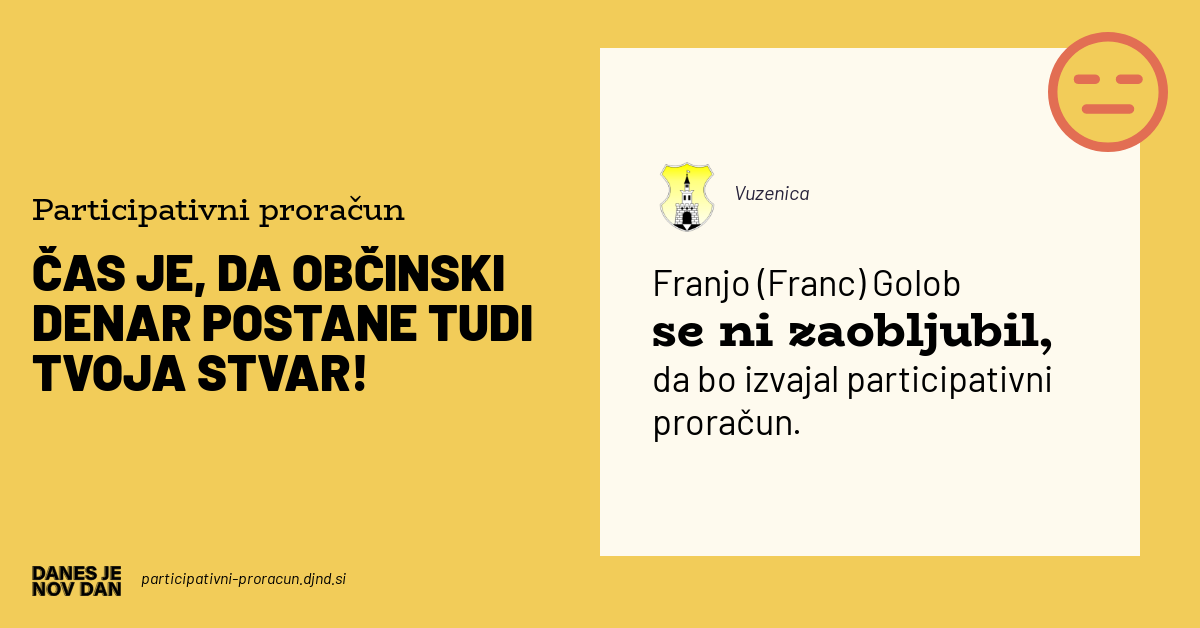 Participativni proračun
ČAS JE, DA OBČINSKI
DENAR POSTANE TUDI
TVOJA STVAR!
Vuzenica
Franjo (Franc) Golob
se ni zaobljubil,
da bo izvajal participativni
proračun.
DANES JE
NOV DAN
participativni-proracun.djnd.si